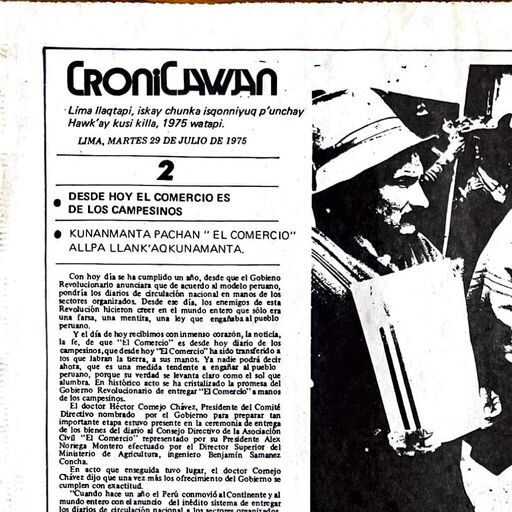 CRONICAWAN
Lima llaqtapi, iskay chunka isqonniyuq p'unchay
Hawk'ay kusi killa, 1975 watapi.
LIMA, MARTES 29 DE JULIO DE 1975
2
• DESDE HOY EL COMERCIO ES
DE LOS CAMPESINOS
• KUNANMANTA PACHAN " EL COMERCIO"
ALLPA LLANK'AQKUNAMANTA.
Con hoy día se ha cumplido un año, desde que el Gobieno
Revolucionario anunciara que de acuerdo al modelo peruano,
pondría los diarios de circulación nacional en manos de los
sectores organizados. Desde ese día, los enemigos de esta
Revolución hicieron creer en el mundo entero que sólo era
una farsa, una mentira, una ley que engañaba al pueblo
peruano.
Y el día de hoy recibimos con inmenso corazón, la noticia,
la fe, de que "El Comercio" es desde hoy diario de los
campesinos, que desde hoy "El Comercio" ha sido transferido a
los que labran la tierra, a sus manos. Ya nadie podrá decir
ahora, que es una medida tendente a engañar al pueblo
peruano, porque su verdad se levanta claro como el sol que
alumbra. En histórico acto se ha cristalizado la promesa del
Gobierno Revolucionario de entregar "El Comercio" a manos
de los campesinos.
El doctor Héctor Cornejo Chávez, Presidente del Comité
Directivo nombrado por el Gobierno para preparar tan
importante etapa estuvo presente en la ceremonia de entrega
de los bienes del diario al Consejo Directivo de la Asociación
Civil "El Comercio" representado por su Presidente Alex
Noriega Montero efectuado por el Director Superior del
Ministerio de Agricultura, ingeniero Benjamín Samanez
Concha.
En acto que enseguida tuvo lugar, el doctor Cornejo
Chávez dijo que una vez más los ofrecimiento del Gobierno se
cumplen con exactitud.
"Cuando hace un año el Perú conmovió al Continente y al
mundo entero con el anuncio del inédito sistema de entregar
los diarios de circulación nacional a los sectores organizados